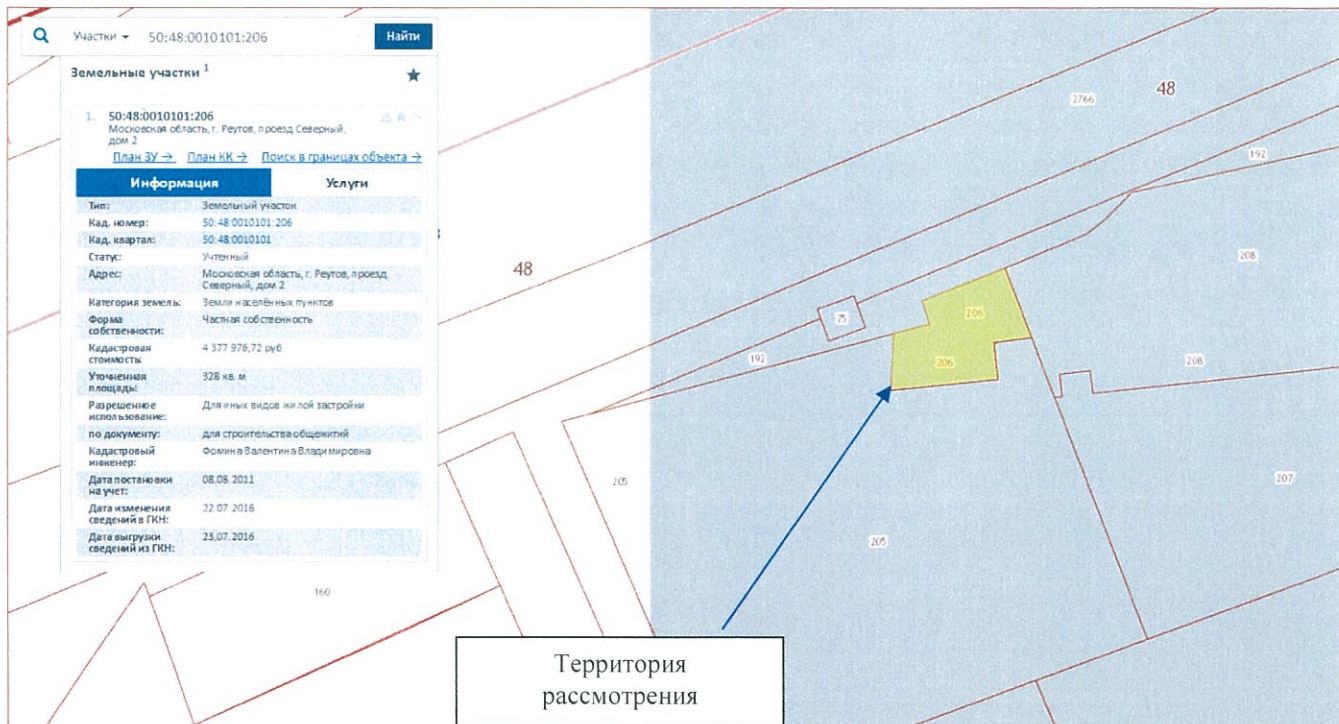 Участки 50:48:0010101:206 Найти
Земельные участки 1
1. 50:48:0010101:206
Московская область, г. Реутов, проезд Северный,
дом 2
План ЗУ → План КК → Поиск в границах объекта →
Информация Услуги
Тип: Земельный участок
Кад. номер: 50:48:0010101:206
Кад. квартал: 50:48:0010101
Статус: Учтенный
Адрес: Московская область, г. Реутов, проезд
Северный, дом 2
Категория земель: Земли населённых пунктов
Форма
собственности: Частная собственность
Кадастровая
стоимость: 4 377 976,72 руб
Уточненная
площадь: 328 кв. м
Разрешенное
использование: Для иных видов жилой застройки
по документу: для строительства общежитий
Кадастровый
инженер: Фомина Валентина Владимировна
Дата постановки
на учет: 08.08.2011
Дата изменения
сведений в ГКН: 22.07.2016
Дата выгрузки
сведений из ГКН: 23.07.2016
48
2766
192
48
208
75
206
192
206
208
205
207
205
160
Территория
рассмотрения